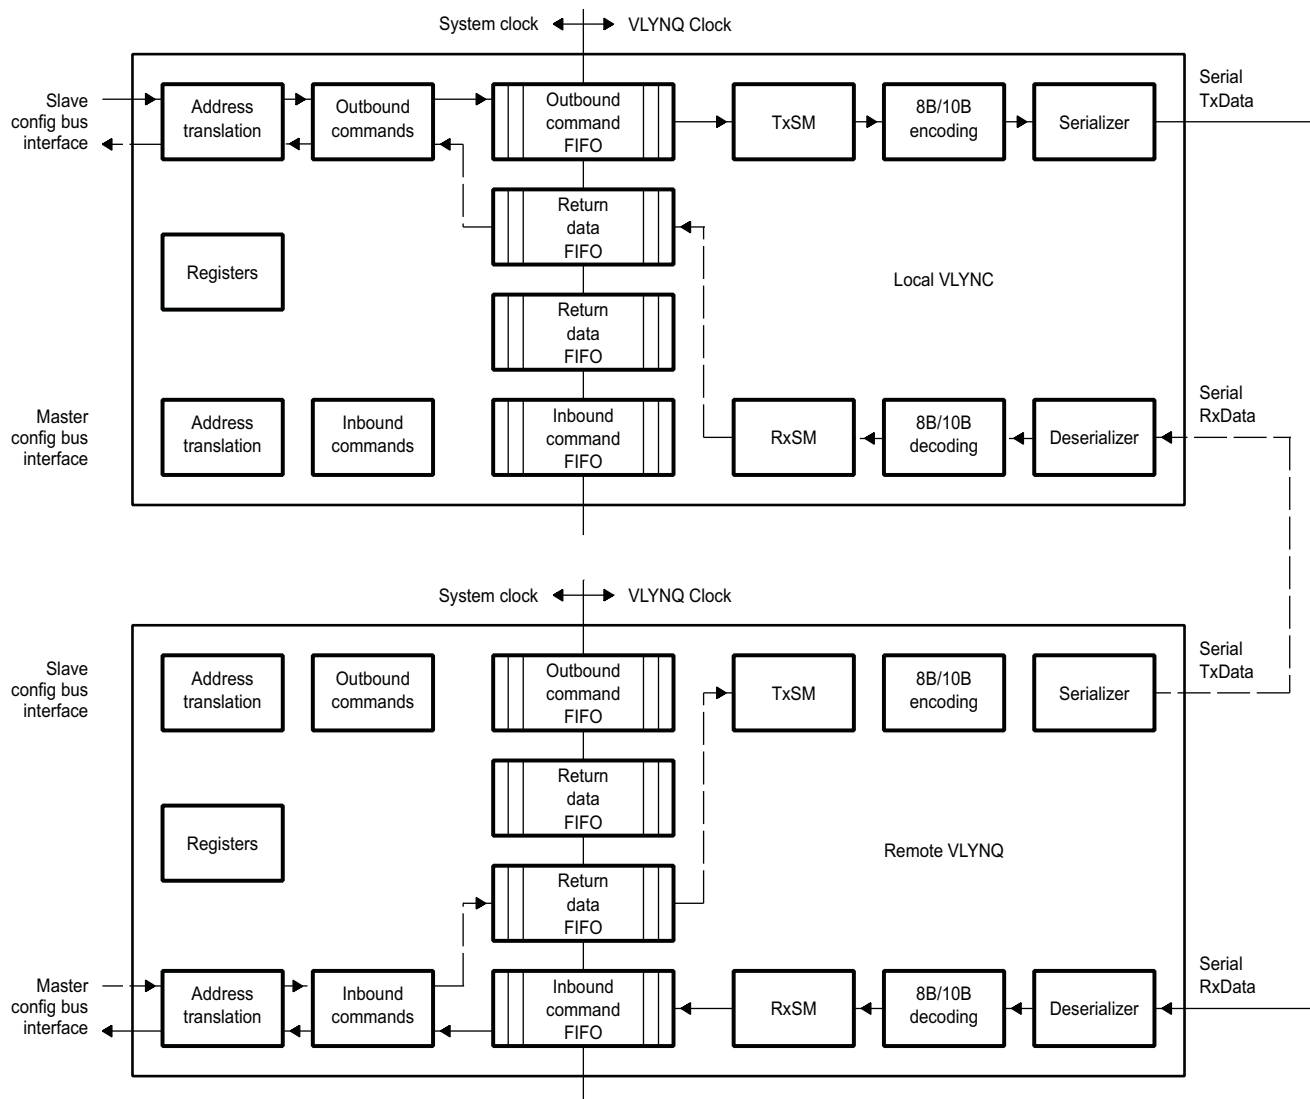 System clock
VLYNQ Clock
Slave
config bus
interface
Address
translation
Outbound
commands
Outbound
command
FIFO
TxSM
8B/10B
encoding
Serializer
Serial
TxData
Return
data
FIFO
Registers
Local VLYNC
Return
data
FIFO
Master
config bus
interface
Address
translation
Inbound
commands
Inbound
command
FIFO
RxSM
8B/10B
decoding
Deserializer
Serial
RxData
System clock
VLYNQ Clock
Slave
config bus
interface
Address
translation
Outbound
commands
Outbound
command
FIFO
TxSM
8B/10B
encoding
Serializer
Serial
TxData
Return
data
FIFO
Registers
Remote VLYNQ
Return
data
FIFO
Master
config bus
interface
Address
translation
Inbound
commands
Inbound
command
FIFO
RxSM
8B/10B
decoding
Deserializer
Serial
RxData